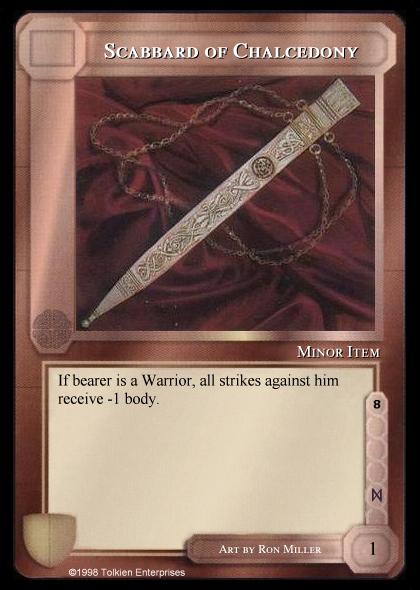 SCABBARD OF CHALCEDONY
MINOR ITEM
If bearer is a Warrior, all strikes against him
receive -1 body.
8
ᛞ
ART BY RON MILLER
1
©1998 Tolkien Enterprises